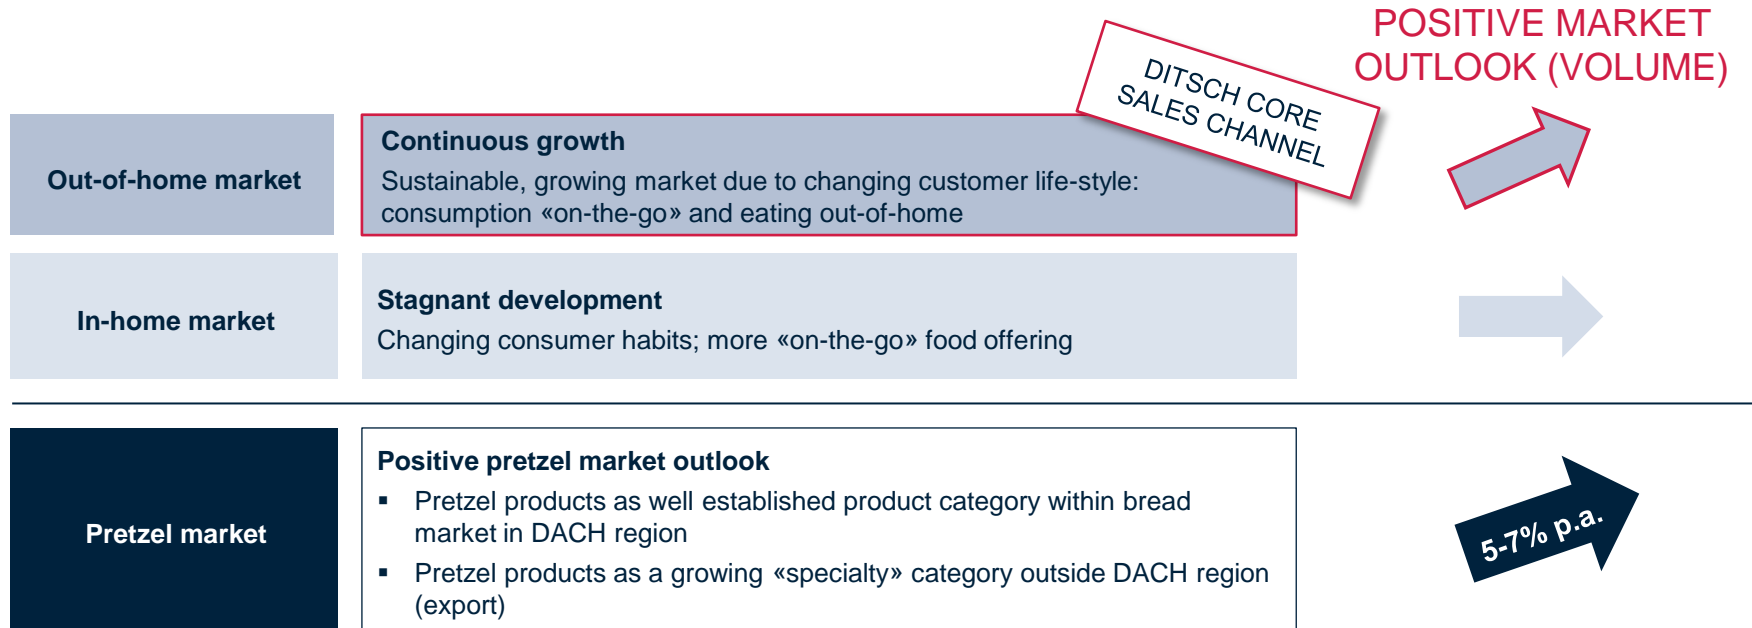 POSITIVE MARKET
OUTLOOK (VOLUME)
DITSCH CORE
SALES CHANNEL
Out-of-home market
Continuous growth
Sustainable, growing market due to changing customer life-style:
consumption «on-the-go» and eating out-of-home
In-home market
Stagnant development
Changing consumer habits; more «on-the-go» food offering
Pretzel market
Positive pretzel market outlook
▪ Pretzel products as well established product category within bread
market in DACH region
▪ Pretzel products as a growing «specialty» category outside DACH region
(export)
5-7% p.a.